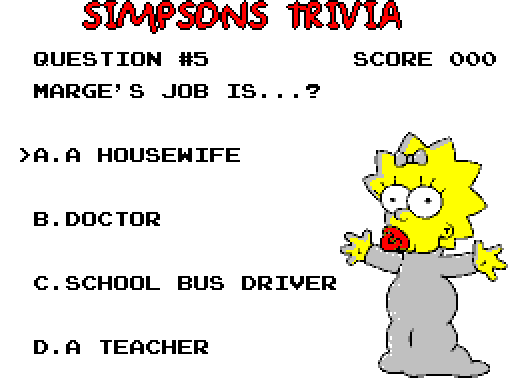 SIMPSONS TRIVIA
QUESTION #5 SCORE 000
MARGE'S JOB IS...?
>A.A HOUSEWIFE
B.DOCTOR
C.SCHOOL BUS DRIVER
D.A TEACHER